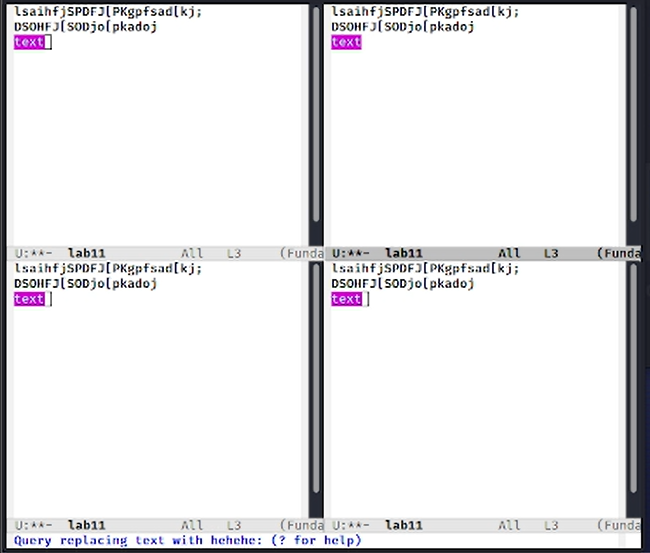 lsaihfjSPDFJ[PKgpfsad[kj;
DSOHFJ[SODjo[pkadoj
text
U:**-  lab11          All   L3     (Funda
lsaihfjSPDFJ[PKgpfsad[kj;
DSOHFJ[SODjo[pkadoj
text
U:**-  lab11          All   L3     (Funda
lsaihfjSPDFJ[PKgpfsad[kj;
DSOHFJ[SODjo[pkadoj
text
U:**-  lab11          All   L3     (Funda
lsaihfjSPDFJ[PKgpfsad[kj;
DSOHFJ[SODjo[pkadoj
text
U:**-  lab11          All   L3     (Funda
Query replacing text with hehehe: (? for help)